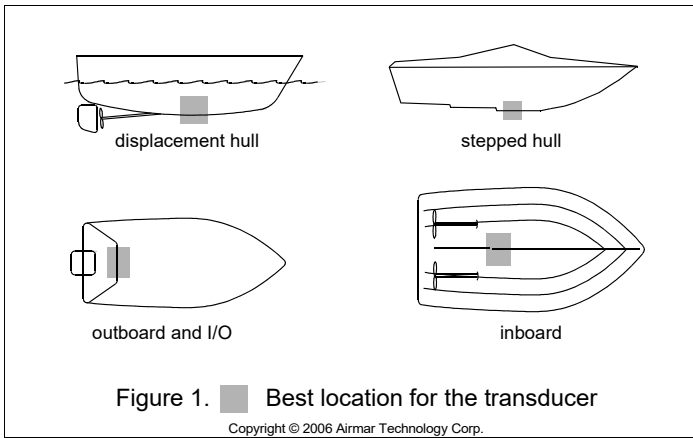 displacement hull
stepped hull
outboard and I/O
inboard
Figure 1. Best location for the transducer
Copyright © 2006 Airmar Technology Corp.